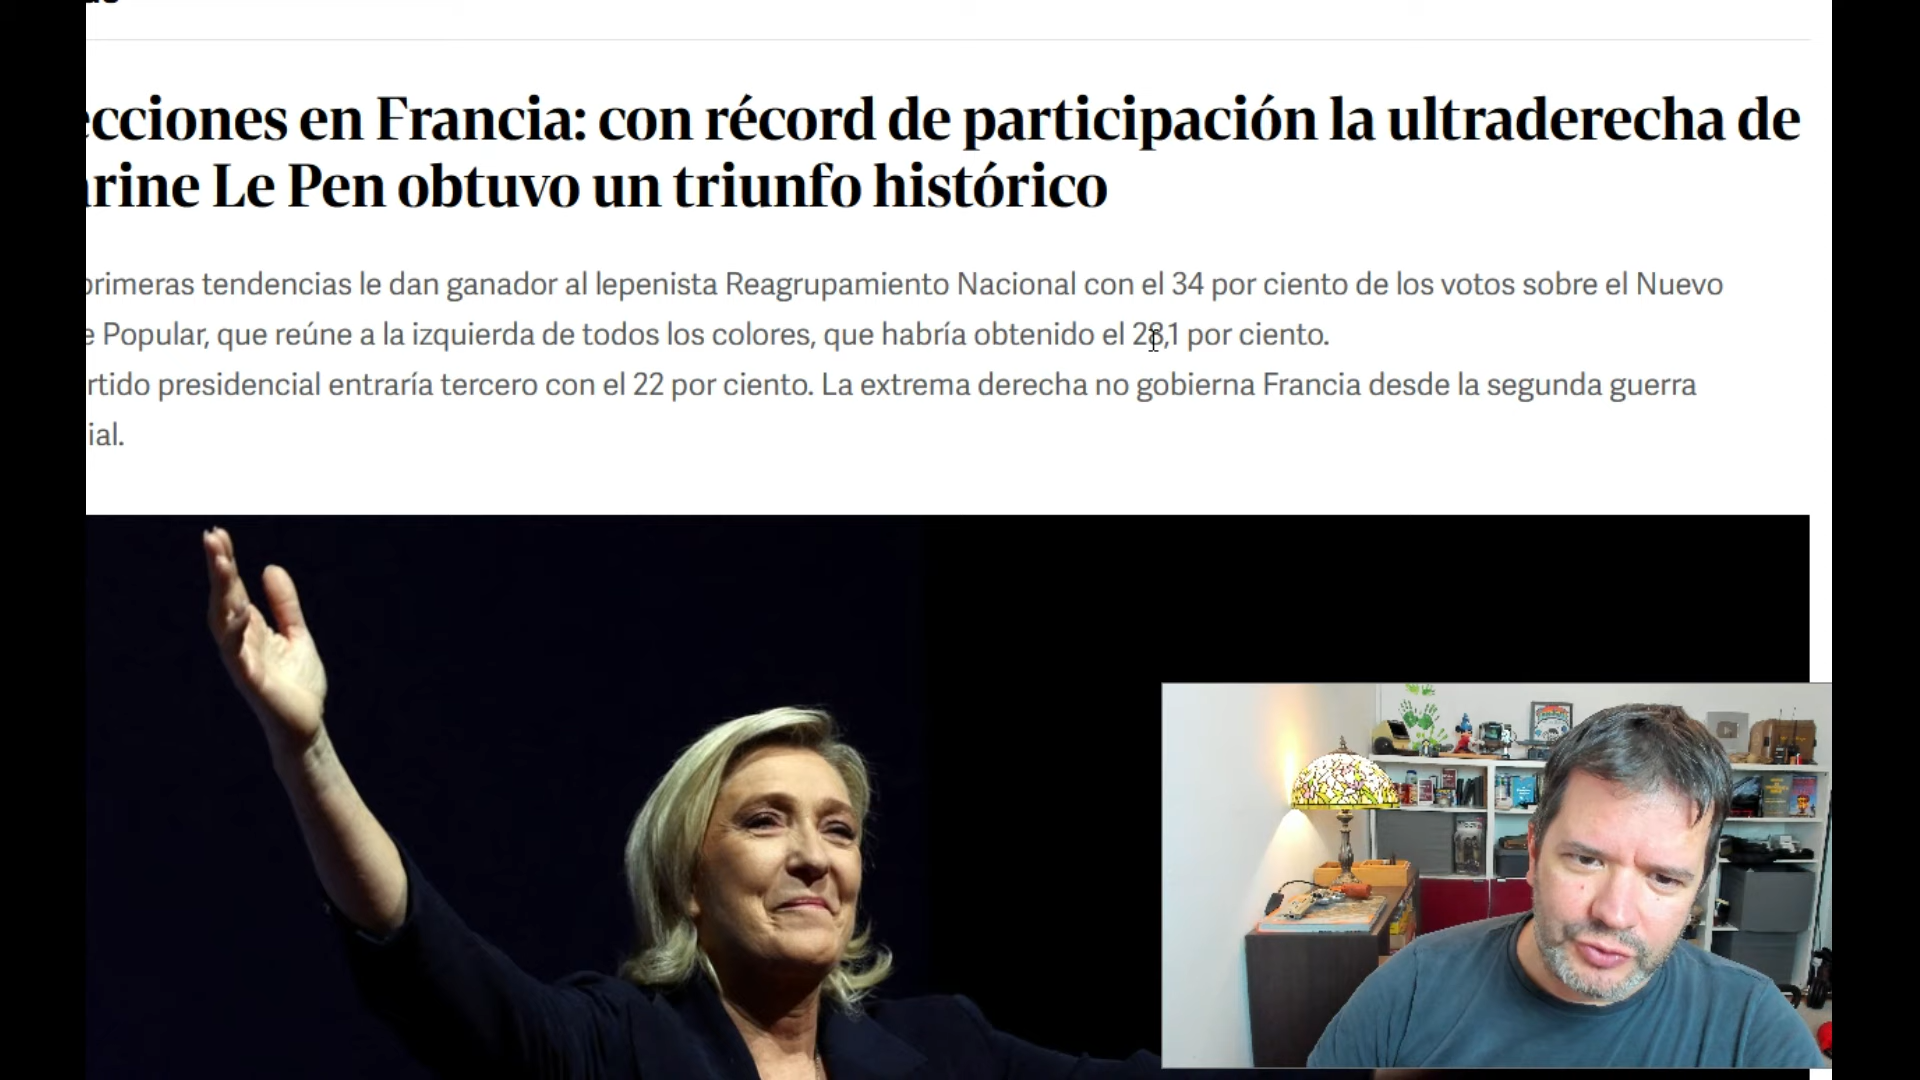 ecciones en Francia: con récord de participación la ultraderecha de
arine Le Pen obtuvo un triunfo histórico
primeras tendencias le dan ganador al lepenista Reagrupamiento Nacional con el 34 por ciento de los votos sobre el Nuevo
e Popular, que reúne a la izquierda de todos los colores, que habría obtenido el 28,1 por ciento.
rtido presidencial entraría tercero con el 22 por ciento. La extrema derecha no gobierna Francia desde la segunda guerra
ial.